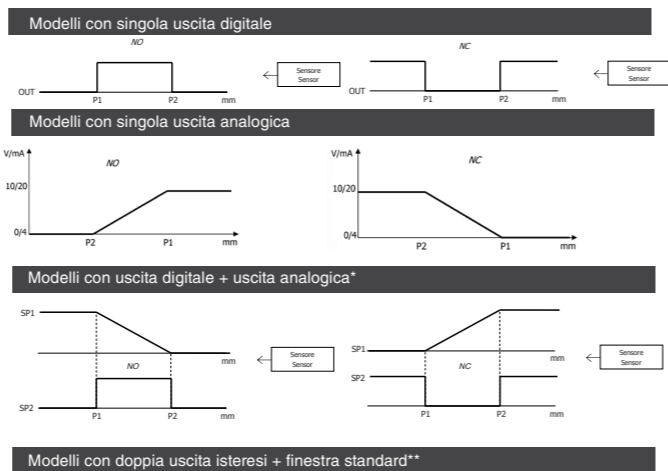 Modelli con singola uscita digitale
NO
NC
Sensore
Sensor
Sensore
Sensor
OUT
P1
P2
mm
OUT
P1
P2
mm
Modelli con singola uscita analogica
V/mA
NO
10/20
0/4
P2
P1
mm
V/mA
NC
10/20
0/4
P2
P1
mm
Modelli con uscita digitale + uscita analogica*
SP1
mm
NO
SP2
P1
P2
mm
Sensore
Sensor
SP1
mm
SP2
NC
P1
P2
mm
Sensore
Sensor
Modelli con doppia uscita isteresi + finestra standard**